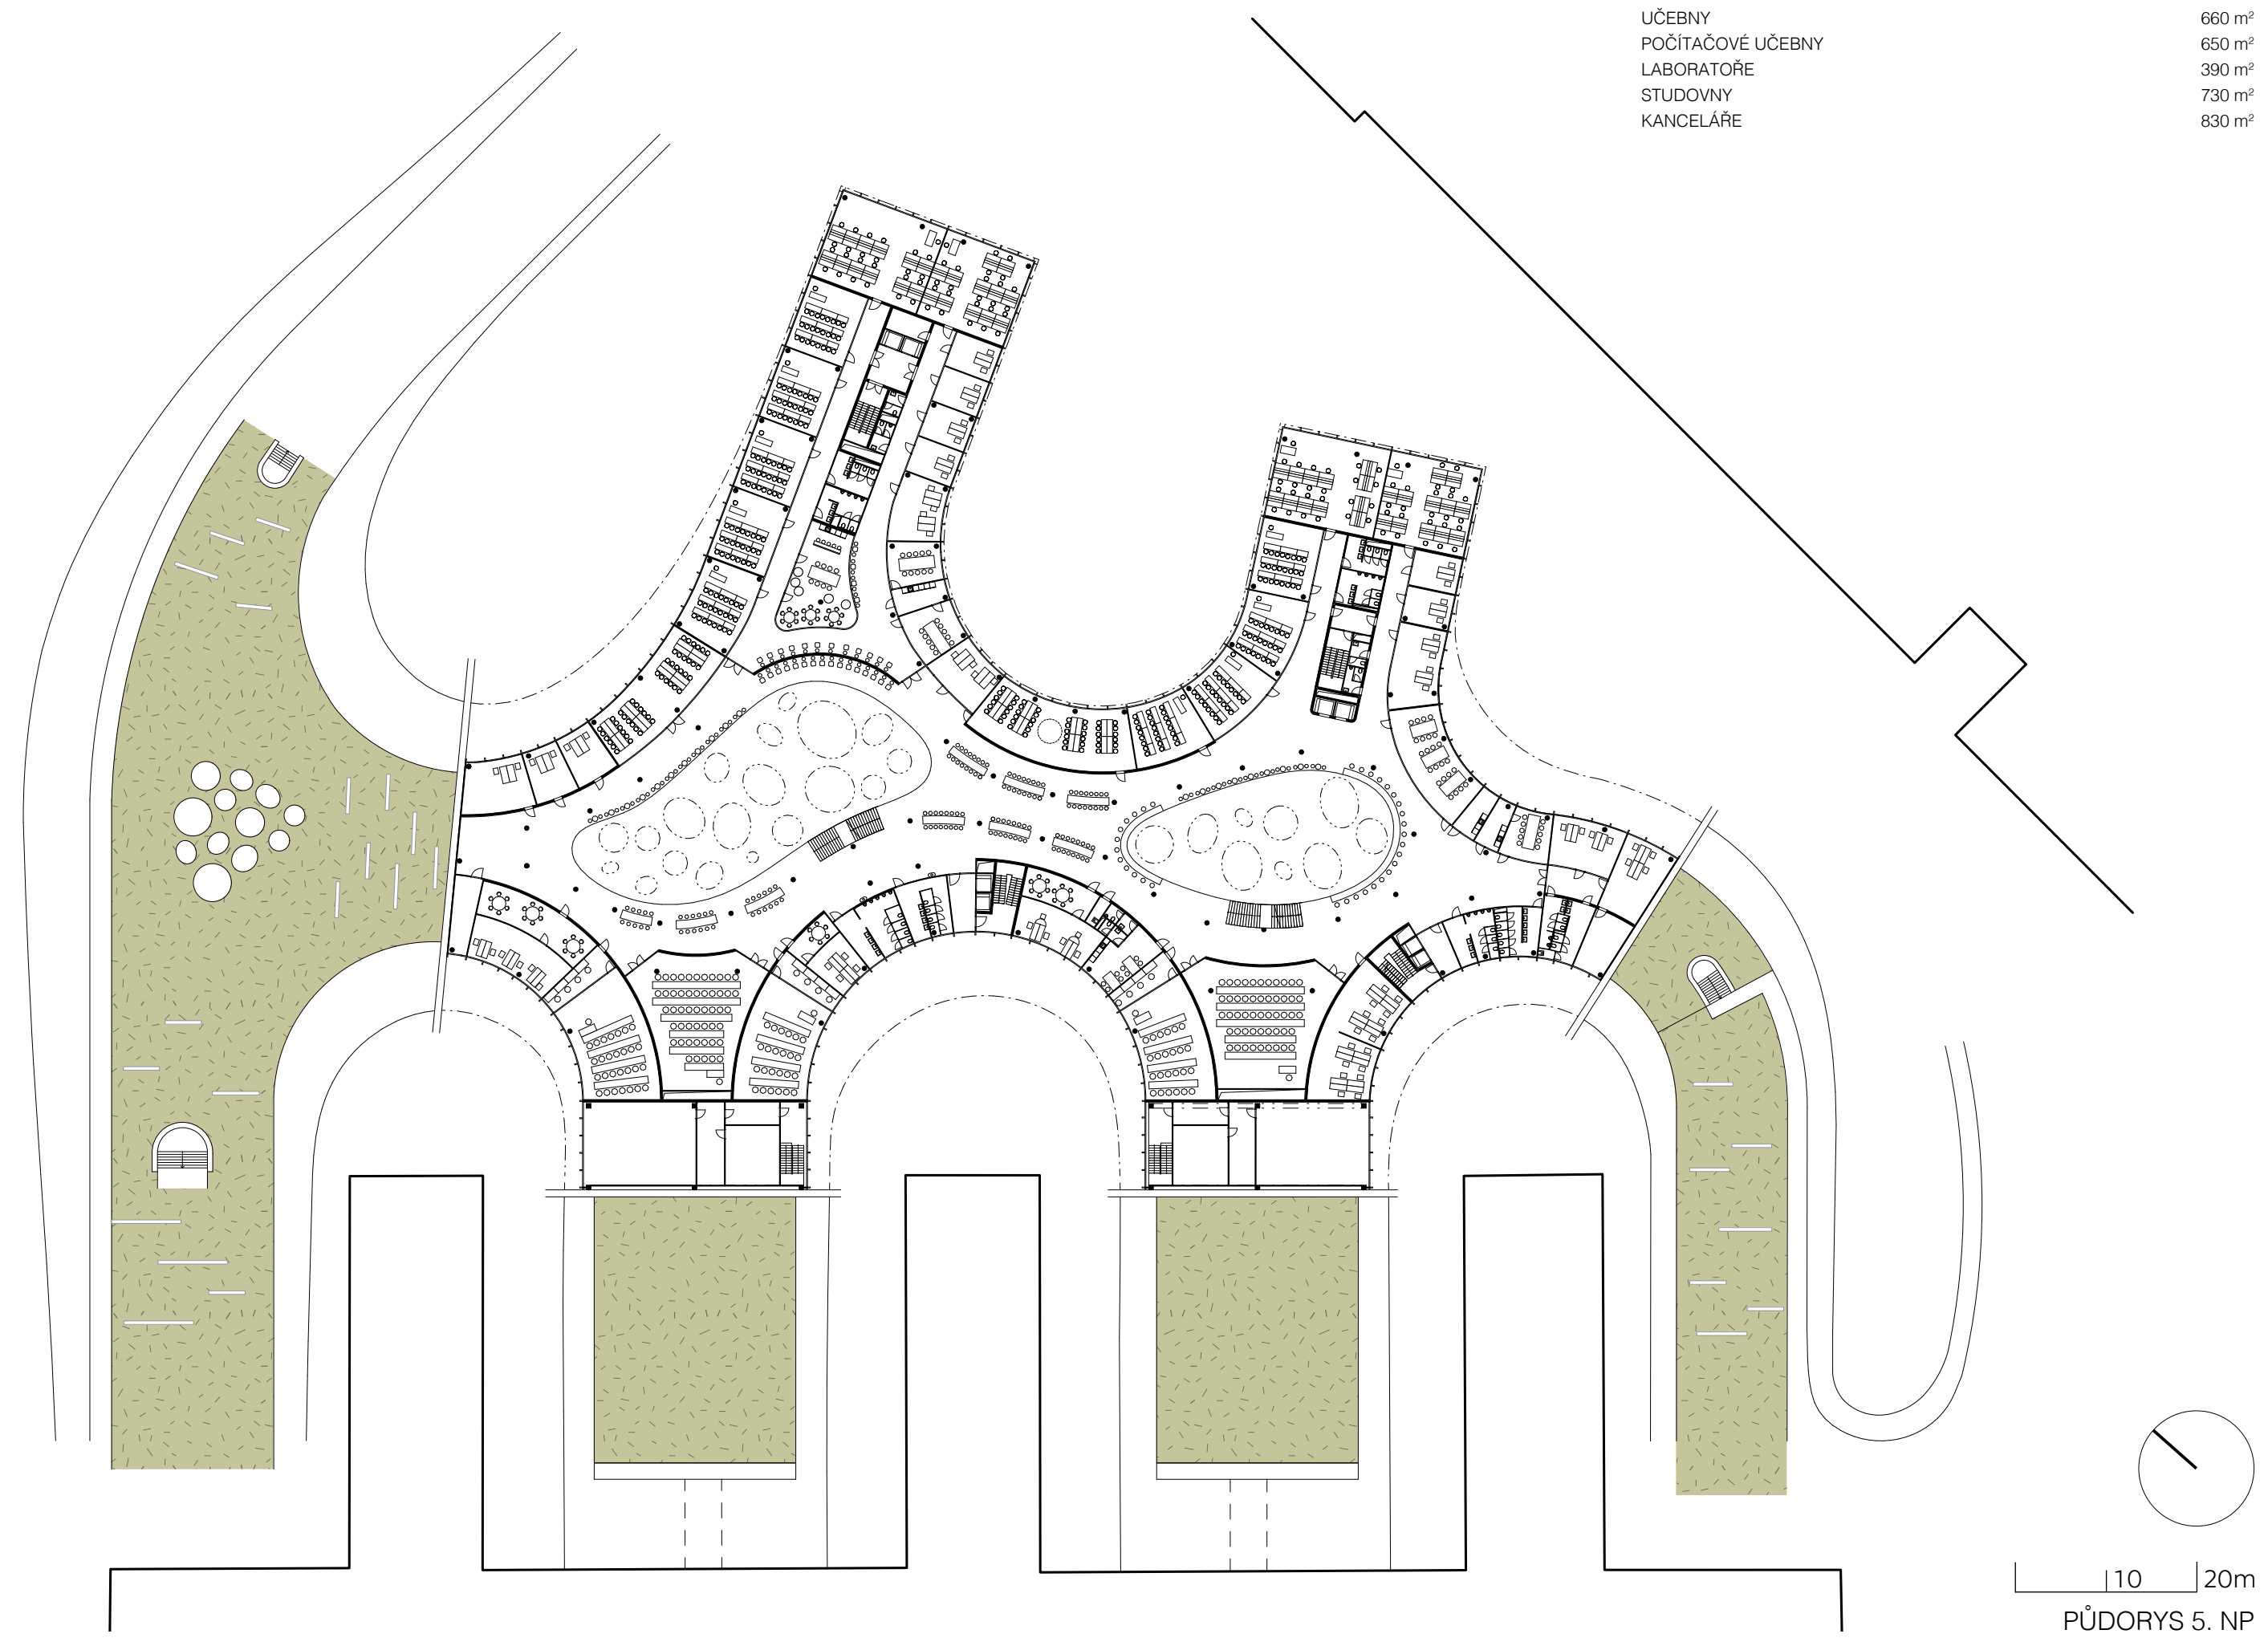 UČEBNY 660 m²
POČÍTAČOVÉ UČEBNY 650 m²
LABORATOŘE 390 m²
STUDOVNY 730 m²
KANCELÁŘE 830 m²
10 20m
PŮDORYS 5. NP